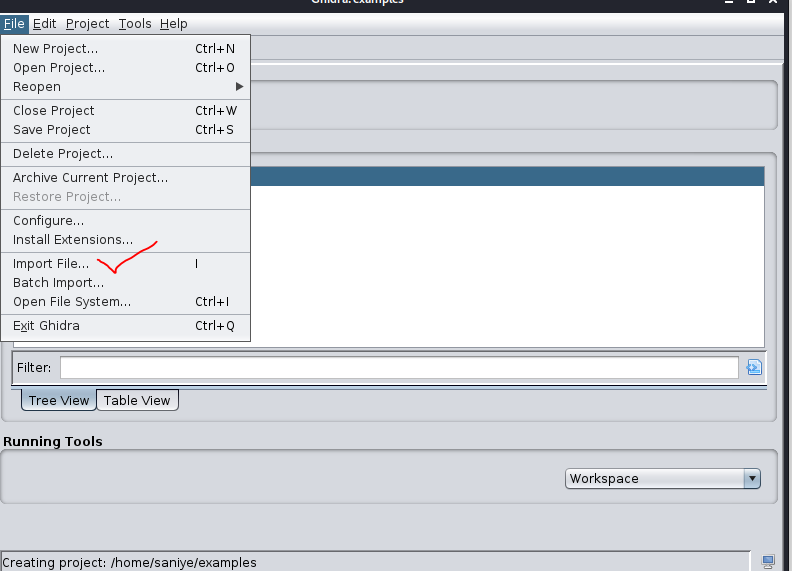 Ghidra: examples
File Edit Project Tools Help
New Project... Ctrl+N
Open Project... Ctrl+O
Reopen
Close Project Ctrl+W
Save Project Ctrl+S
Delete Project...
Archive Current Project...
Restore Project...
Configure...
Install Extensions...
Import File... I
Batch Import...
Open File System... Ctrl+I
Exit Ghidra Ctrl+Q
Filter:
Tree View Table View
Running Tools
Workspace
Creating project: /home/saniye/examples